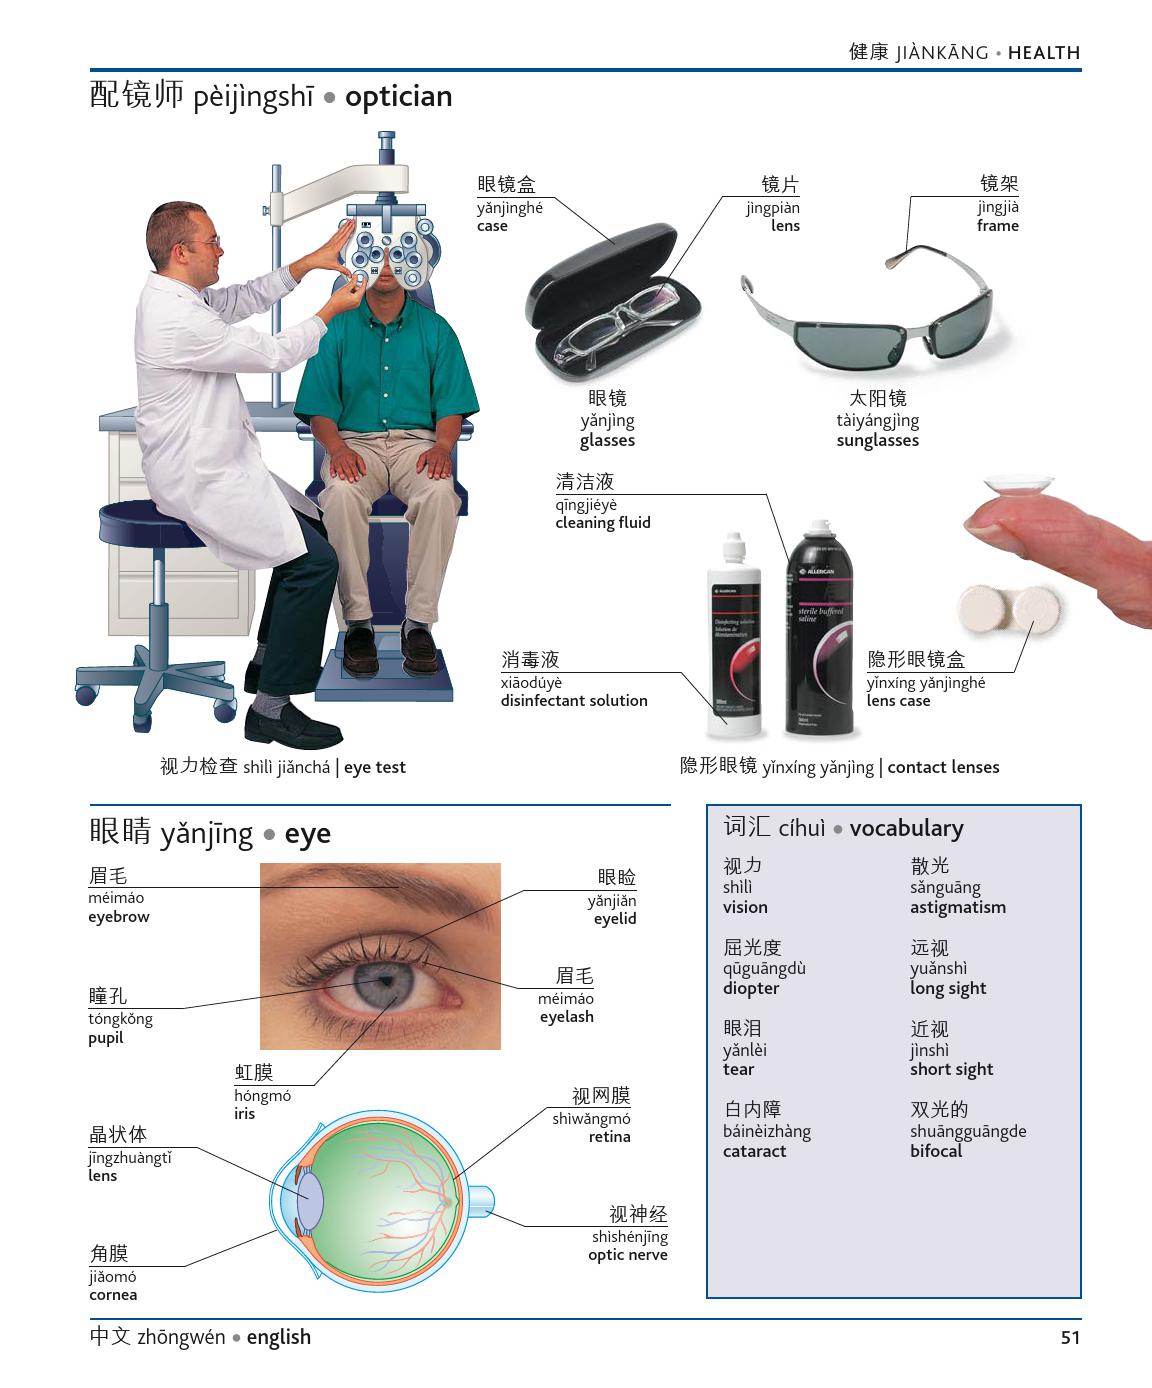 健康 JIÀNKĀNG • HEALTH
配镜师 pèijìngshī • optician
眼镜盒
yǎnjìnghé
case
镜片
jìngpiàn
lens
镜架
jìngjià
frame
眼镜
yǎnjìng
glasses
太阳镜
tàiyángjìng
sunglasses
清洁液
qīngjiéyè
cleaning fluid
ALLERGAN
sterile buffered
saline
ALLERGAN
Disinfecting solution
消毒液
xiāodúyè
disinfectant solution
隐形眼镜盒
yǐnxíng yǎnjìnghé
lens case
视力检查 shìlì jiǎnchá | eye test
隐形眼镜 yǐnxíng yǎnjìng | contact lenses
眼睛 yǎnjīng • eye
眉毛
méimáo
eyebrow
眼睑
yǎnjiǎn
eyelid
瞳孔
tóngkǒng
pupil
眉毛
méimáo
eyelash
虹膜
hóngmó
iris
视网膜
shìwǎngmó
retina
晶状体
jīngzhuàngtǐ
lens
视神经
shìshénjīng
optic nerve
角膜
jiǎomó
cornea
词汇 cíhuì • vocabulary
视力
shìlì
vision
屈光度
qūguāngdù
diopter
眼泪
yǎnlèi
tear
白内障
báinèizhàng
cataract
散光
sǎnguāng
astigmatism
远视
yuǎnshì
long sight
近视
jìnshì
short sight
双光的
shuāngguāngde
bifocal
中文 zhōngwén • english
51